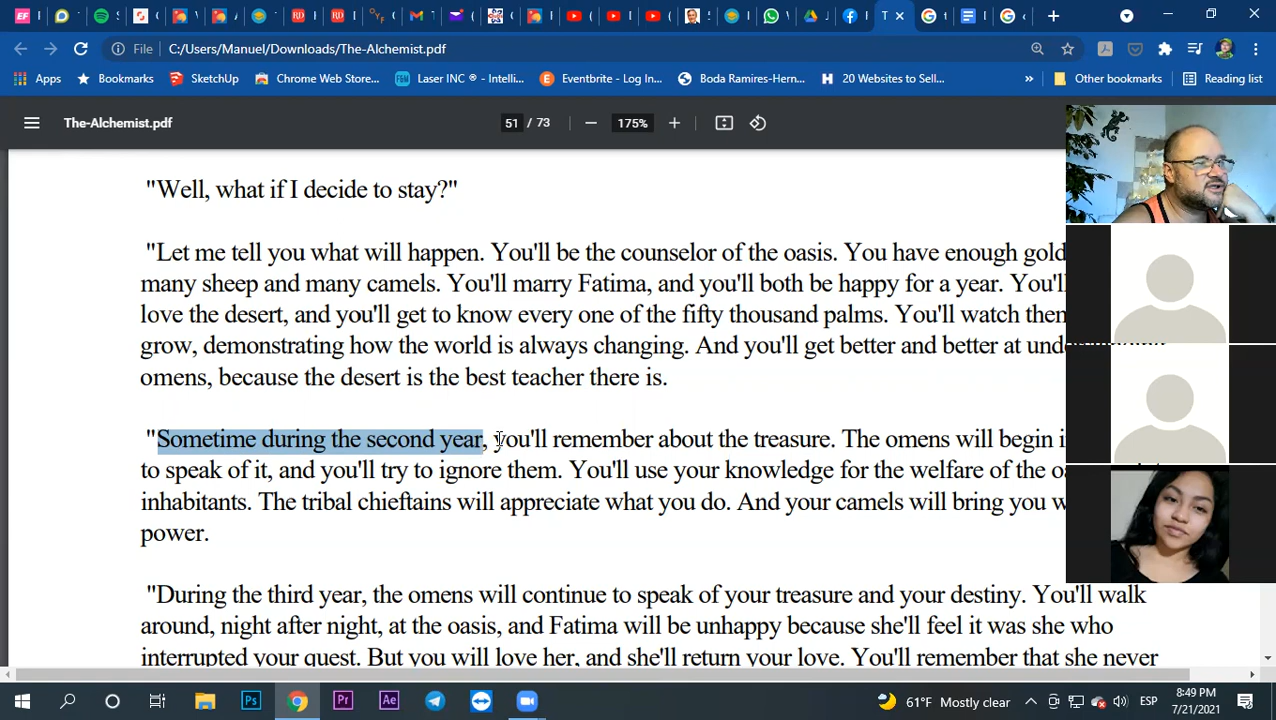 File C:/Users/Manuel/Downloads/The-Alchemist.pdf
Apps Bookmarks SketchUp Chrome Web Store... Laser INC ® - Intelli... Eventbrite - Log In... Boda Ramires-Hern... 20 Websites to Sell... » Other bookmarks Reading list
The-Alchemist.pdf 51 / 73 175%
"Well, what if I decide to stay?"
"Let me tell you what will happen. You'll be the counselor of the oasis. You have enough gold
many sheep and many camels. You'll marry Fatima, and you'll both be happy for a year. You'll
love the desert, and you'll get to know every one of the fifty thousand palms. You'll watch them
grow, demonstrating how the world is always changing. And you'll get better and better at
omens, because the desert is the best teacher there is.
"Sometime during the second year, you'll remember about the treasure. The omens will begin
to speak of it, and you'll try to ignore them. You'll use your knowledge for the welfare of the
inhabitants. The tribal chieftains will appreciate what you do. And your camels will bring you
power.
"During the third year, the omens will continue to speak of your treasure and your destiny. You'll walk
around, night after night, at the oasis, and Fatima will be unhappy because she'll feel it was she who
interrupted your quest. But you will love her, and she'll return your love. You'll remember that she never
61°F Mostly clear ESP 8:49 PM
7/21/2021